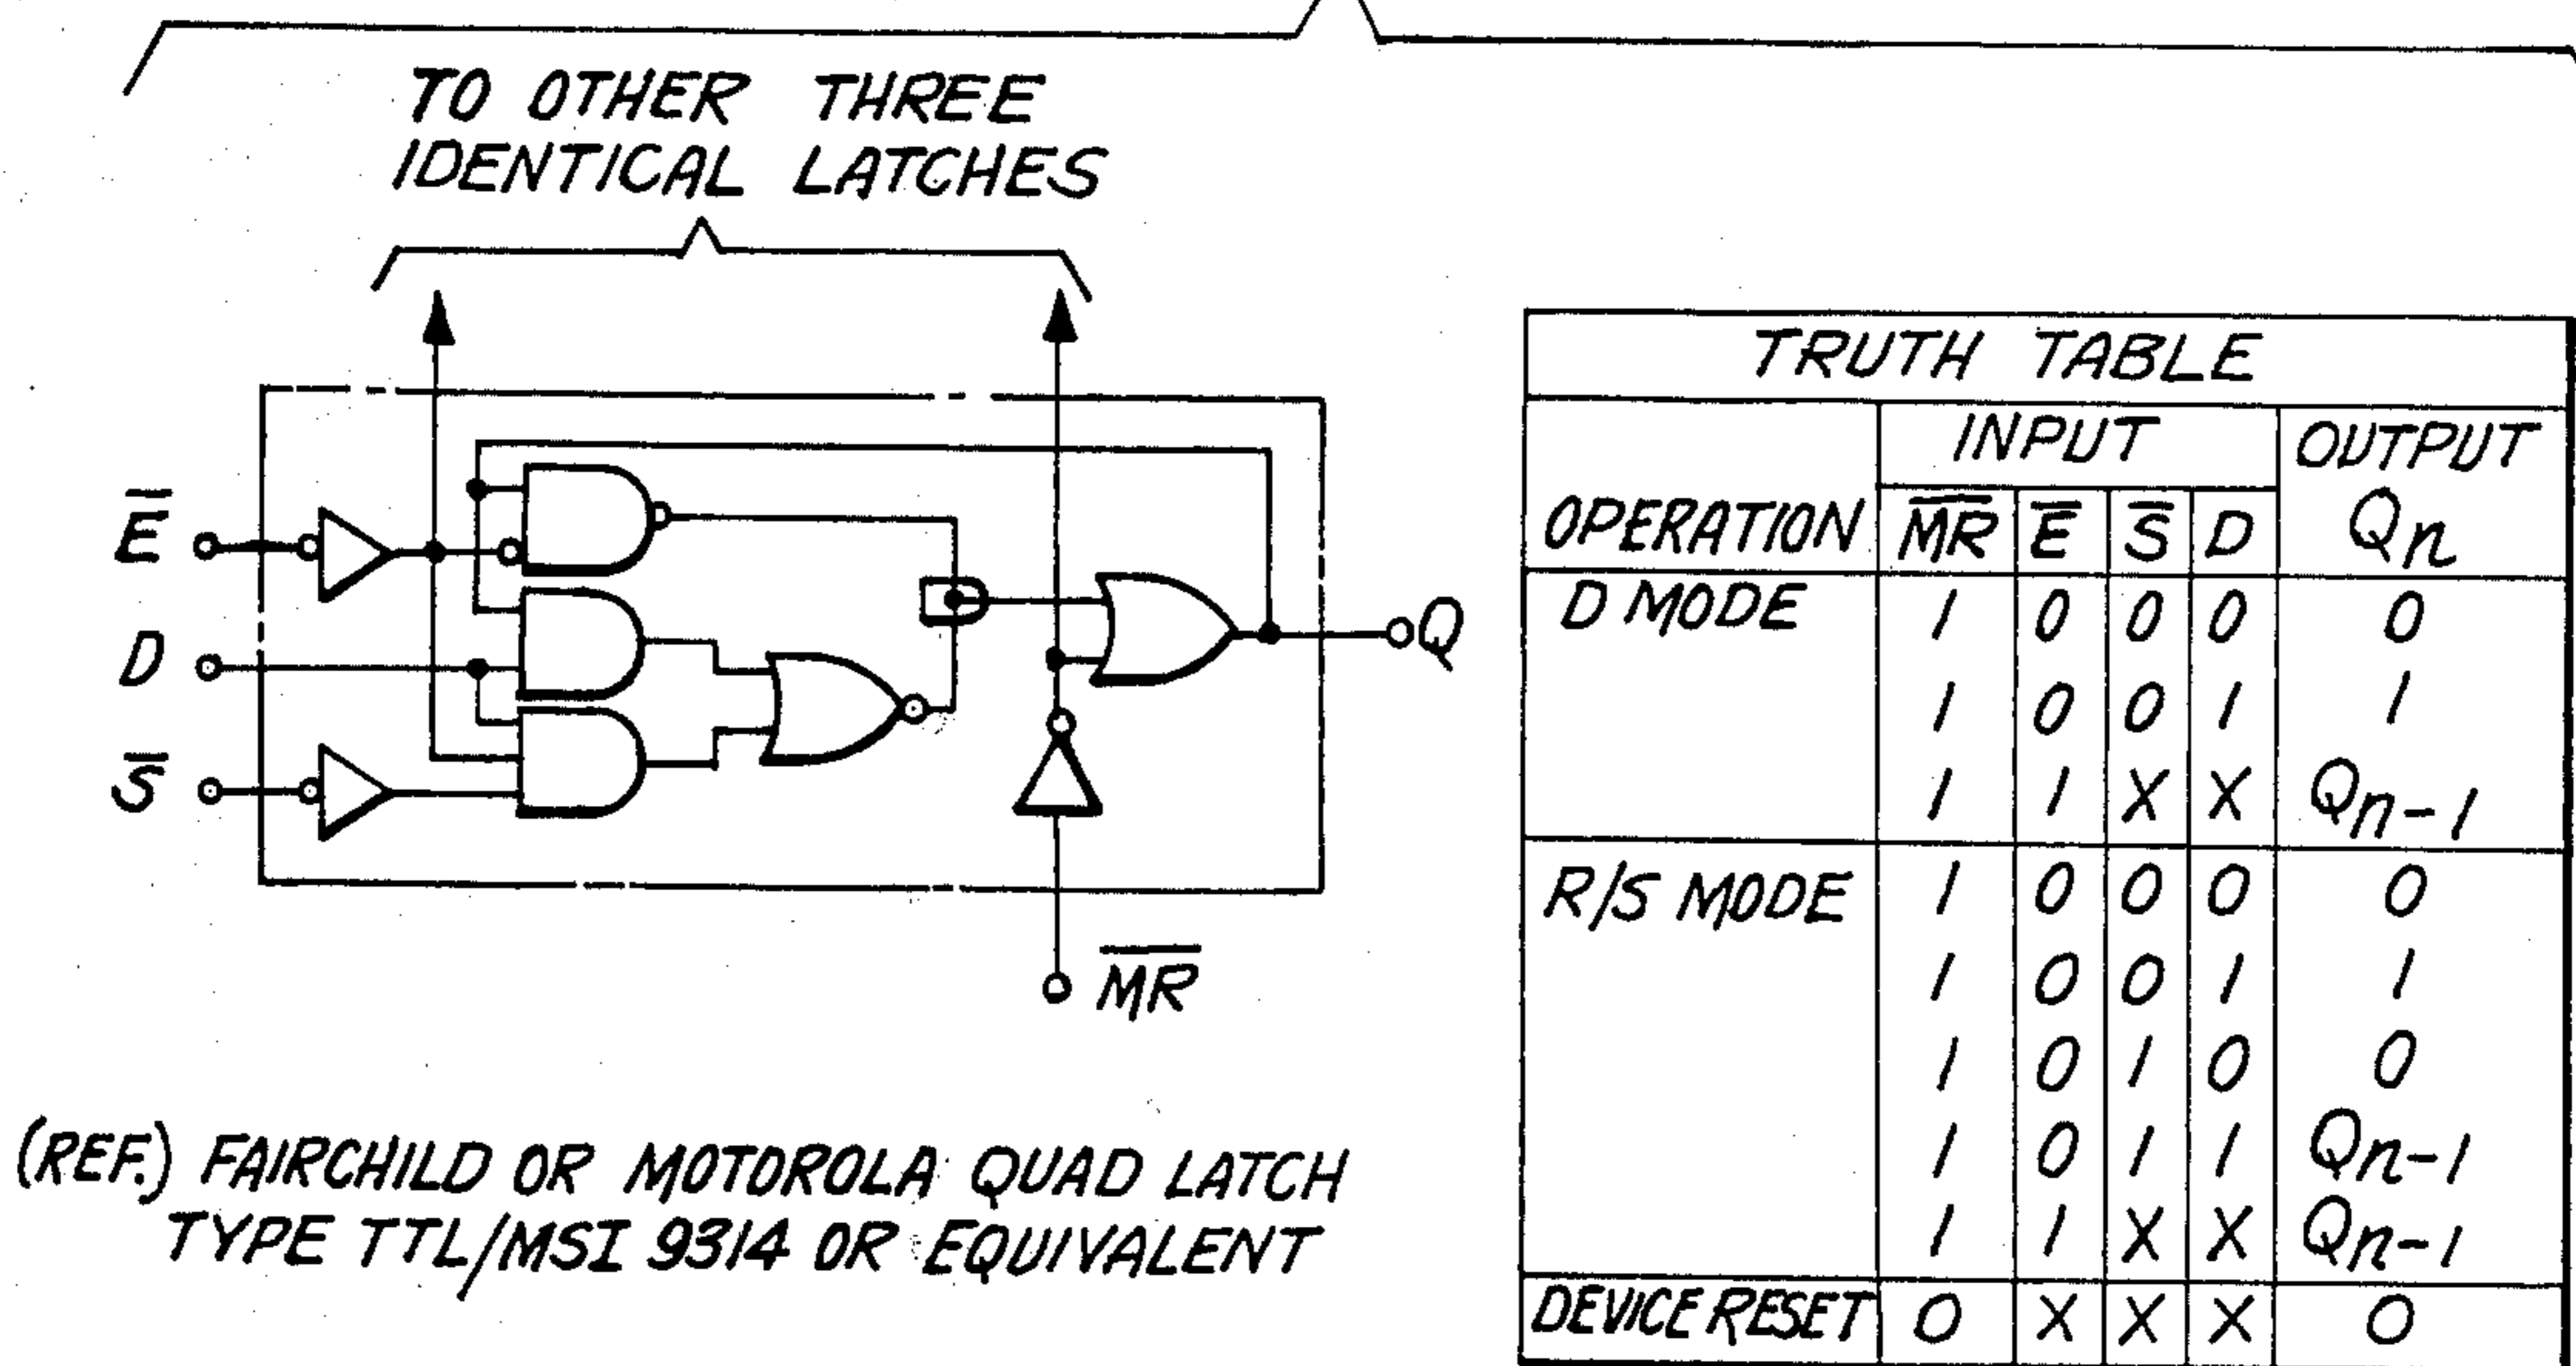 TO OTHER THREE
IDENTICAL LATCHES
E̅
D
S̅
Q
M̅R̅
(REF.) FAIRCHILD OR MOTOROLA QUAD LATCH
TYPE TTL/MSI 9314 OR EQUIVALENT
TRUTH TABLE
INPUT OUTPUT
OPERATION M̅R̅ E̅ S̅ D Qn
D MODE 1 0 0 0 0
1 0 0 1 1
1 1 X X Qn-1
R/S MODE 1 0 0 0 0
1 0 0 1 1
1 0 1 0 0
1 0 1 1 Qn-1
1 1 X X Qn-1
DEVICE RESET 0 X X X 0